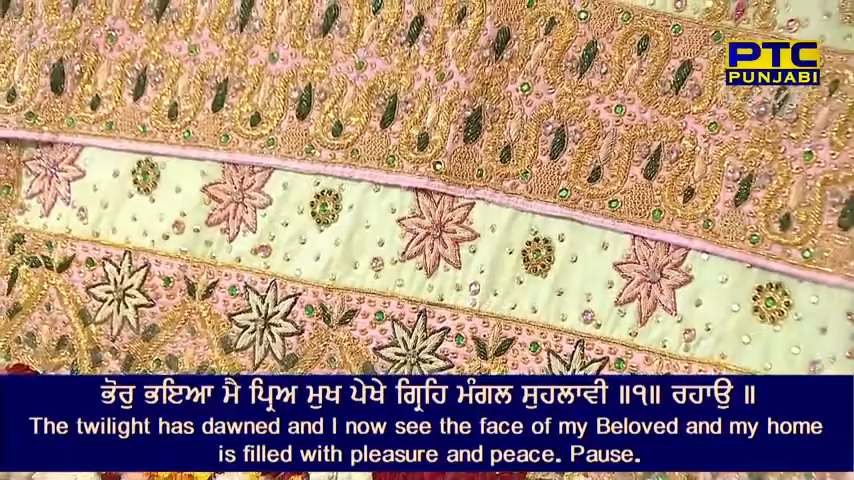 PTC
PUNJABI
ਭੋਰੁ ਭਇਆ ਮੈ ਪ੍ਰਿਅ ਮੁਖ ਪੇਖੇ ਗ੍ਰਿਹਿ ਮੰਗਲ ਸੁਹਲਾਵੀ ॥੧॥ ਰਹਾਉ ॥
The twilight has dawned and I now see the face of my Beloved and my home
is filled with pleasure and peace. Pause.